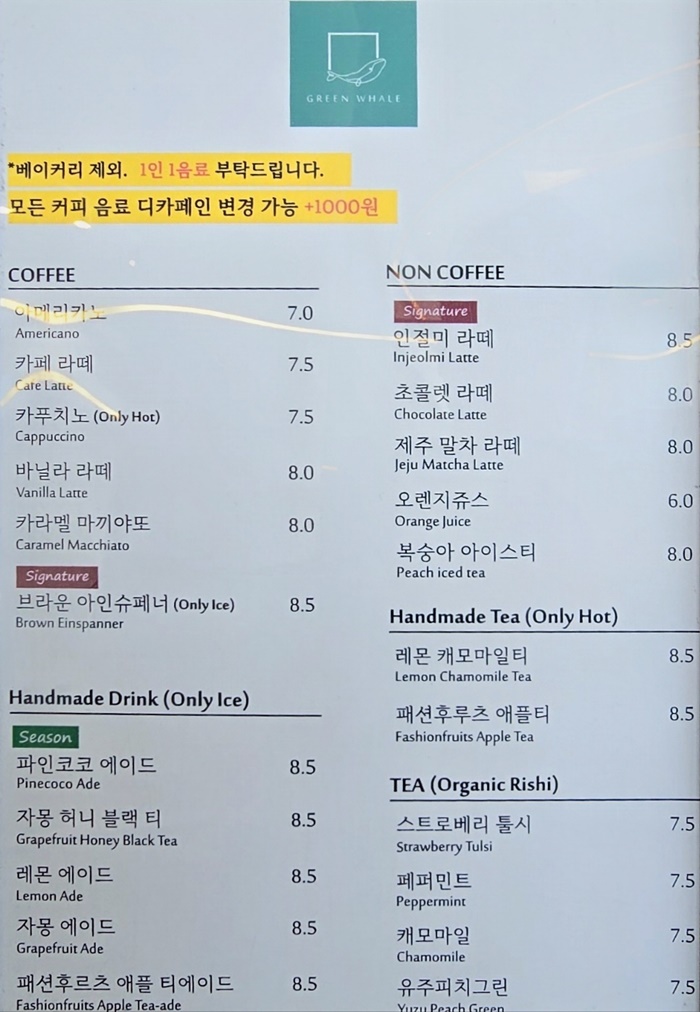 GREEN WHALE
*베이커리 제외. 1인 1음료 부탁드립니다.
모든 커피 음료 디카페인 변경 가능 +1000원
COFFEE
아메리카노 7.0
Americano
카페 라떼 7.5
Cafe Latte
카푸치노 (Only Hot) 7.5
Cappuccino
바닐라 라떼 8.0
Vanilla Latte
카라멜 마끼야또 8.0
Caramel Macchiato
Signature
브라운 아인슈페너 (Only Ice) 8.5
Brown Einspanner
Handmade Drink (Only Ice)
Season
파인코코 에이드 8.5
Pinecoco Ade
자몽 허니 블랙 티 8.5
Grapefruit Honey Black Tea
레몬 에이드 8.5
Lemon Ade
자몽 에이드 8.5
Grapefruit Ade
패션후르츠 애플 티에이드 8.5
Fashionfruits Apple Tea-ade
NON COFFEE
Signature
인절미 라떼 8.5
Injeolmi Latte
초콜렛 라떼 8.0
Chocolate Latte
제주 말차 라떼 8.0
Jeju Matcha Latte
오렌지쥬스 6.0
Orange Juice
복숭아 아이스티 8.0
Peach iced tea
Handmade Tea (Only Hot)
레몬 캐모마일티 8.5
Lemon Chamomile Tea
패션후루츠 애플티 8.5
Fashionfruits Apple Tea
TEA (Organic Rishi)
스트로베리 툴시 7.5
Strawberry Tulsi
페퍼민트 7.5
Peppermint
캐모마일 7.5
Chamomile
유주피치그린 7.5
Yuzu Peach Green